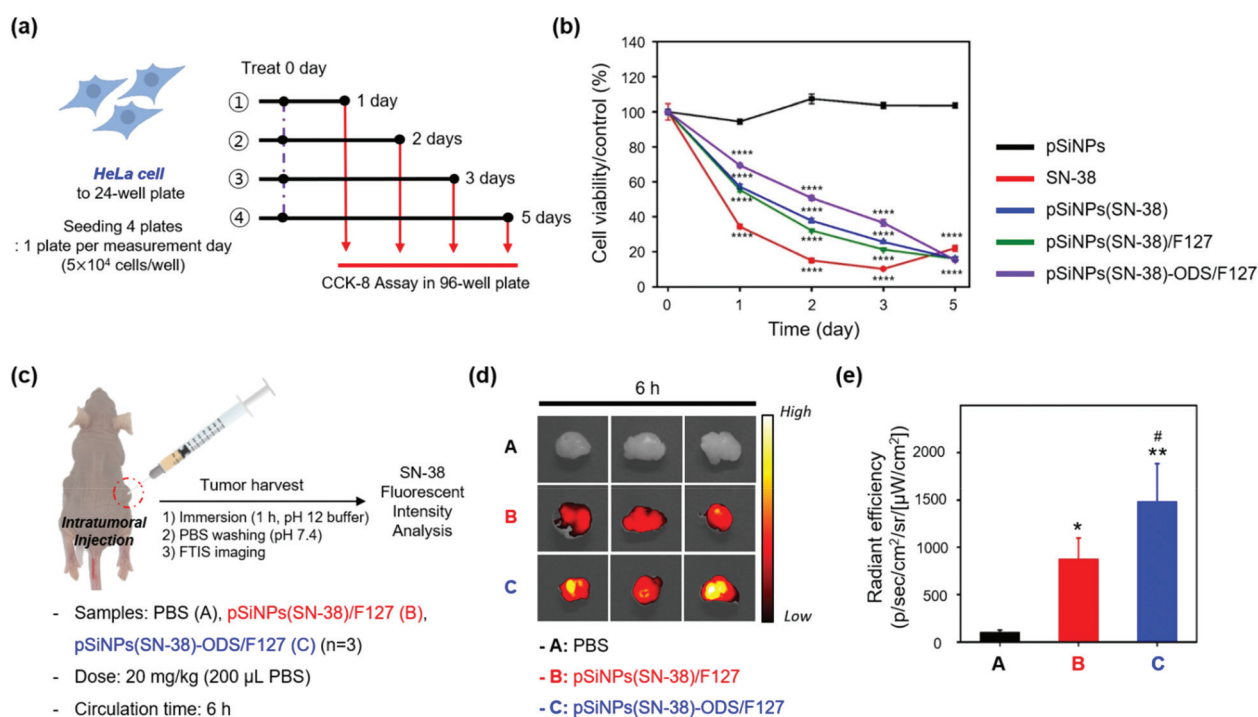 (a)
Treat 0 day
① 1 day
② 2 days
③ 3 days
④ 5 days
HeLa cell
to 24-well plate
Seeding 4 plates
: 1 plate per measurement day
(5×10⁴ cells/well)
CCK-8 Assay in 96-well plate
(b)
Cell viability/control (%)
140
120
100
80
60
40
20
0
****
****
****
****
****
****
****
****
****
****
****
****
****
****
0 1 2 3 5
Time (day)
pSiNPs
SN-38
pSiNPs(SN-38)
pSiNPs(SN-38)/F127
pSiNPs(SN-38)-ODS/F127
(c)
Intratumoral
Injection
Tumor harvest
1) Immersion (1 h, pH 12 buffer)
2) PBS washing (pH 7.4)
3) FTIS imaging
SN-38
Fluorescent
Intensity
Analysis
- Samples: PBS (A), pSiNPs(SN-38)/F127 (B),
pSiNPs(SN-38)-ODS/F127 (C) (n=3)
- Dose: 20 mg/kg (200 µL PBS)
- Circulation time: 6 h
(d)
6 h
A
B
C
High
Low
- A: PBS
- B: pSiNPs(SN-38)/F127
- C: pSiNPs(SN-38)-ODS/F127
(e)
Radiant efficiency
(p/sec/cm²/sr/[µW/cm²])
2000
1500
1000
500
0
*
#
**
A B C